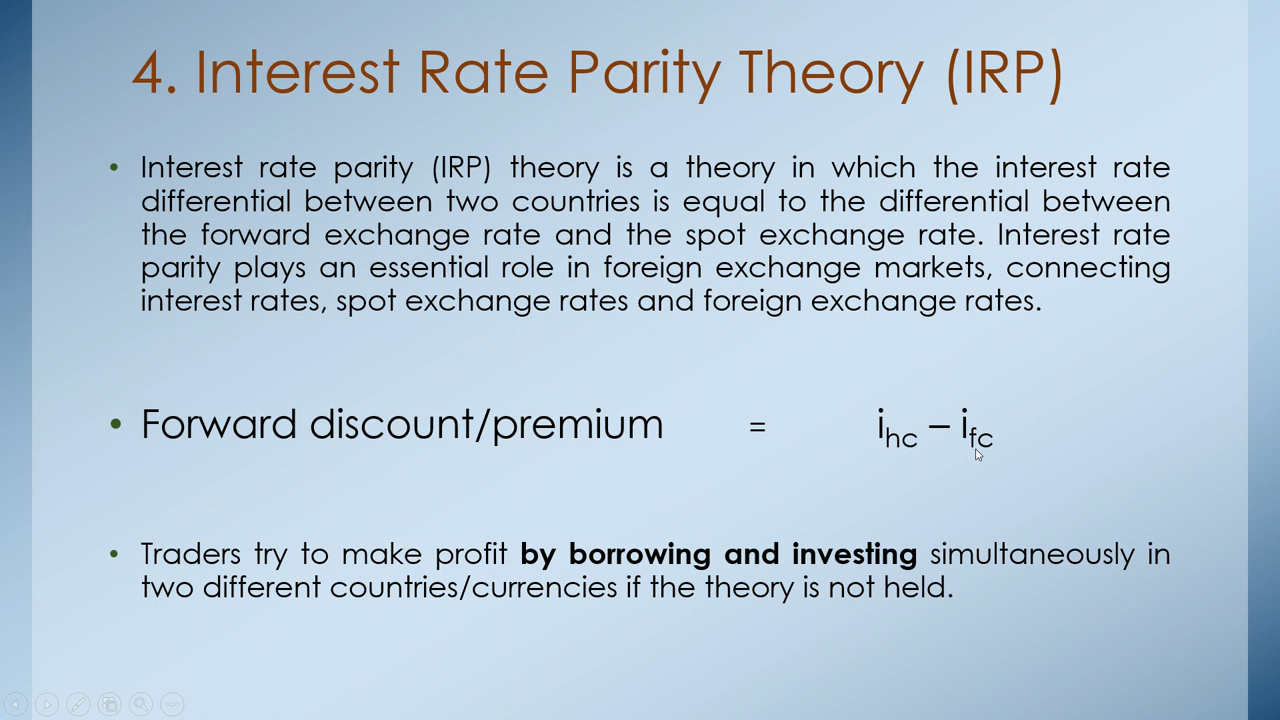 4. Interest Rate Parity Theory (IRP)
• Interest rate parity (IRP) theory is a theory in which the interest rate
differential between two countries is equal to the differential between
the forward exchange rate and the spot exchange rate. Interest rate
parity plays an essential role in foreign exchange markets, connecting
interest rates, spot exchange rates and foreign exchange rates.
• Forward discount/premium = ihc – ifc
• Traders try to make profit by borrowing and investing simultaneously in
two different countries/currencies if the theory is not held.